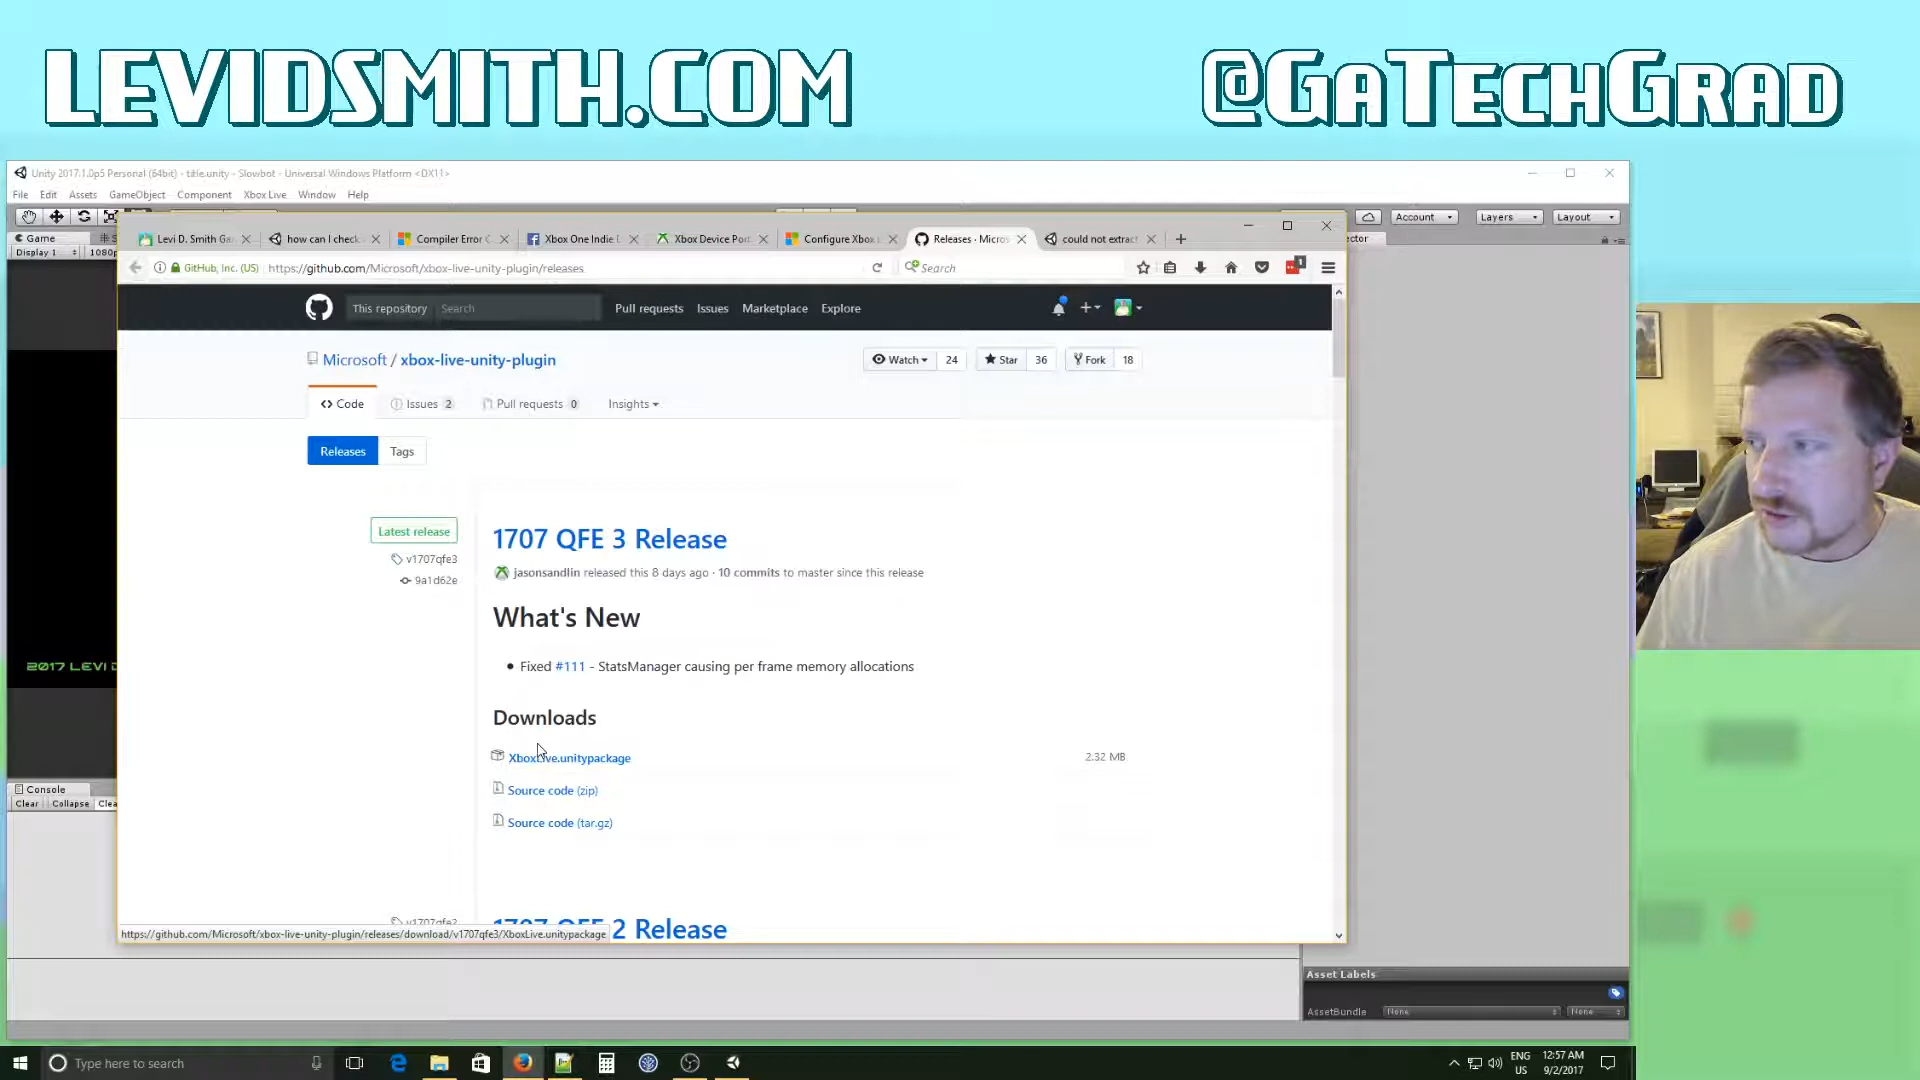 LEVIDSMITH.COM
@GATECHGRAD
Unity 2017.1.0p5 Personal (64bit) - title.unity - Slowbot - Universal Windows Platform <DX11>
File Edit Assets GameObject Component Xbox Live Window Help
Account Layers Layout
Game
Display 1 1080p
Levi D. Smith Ga
how can I check
Compiler Error C
Xbox One Indie D
Xbox Device Port
Configure Xbox
Releases · Micros
could not extract
GitHub, Inc. (US) https://github.com/Microsoft/xbox-live-unity-plugin/releases
Search
This repository Search Pull requests Issues Marketplace Explore
Microsoft / xbox-live-unity-plugin
Watch 24 Star 36 Fork 18
Code Issues 2 Pull requests 0 Insights
Releases Tags
Latest release
v1707qfe3
9a1d62e
1707 QFE 3 Release
jasonsandlin released this 8 days ago · 10 commits to master since this release
What's New
Fixed #111 - StatsManager causing per frame memory allocations
Downloads
XboxLive.unitypackage 2.32 MB
Source code (zip)
Source code (tar.gz)
v1707qfe2
1707 QFE 2 Release
https://github.com/Microsoft/xbox-live-unity-plugin/releases/download/v1707qfe3/XboxLive.unitypackage
2017 LEVI D
Console
Clear Collapse Clea
Asset Labels
AssetBundle None None
Type here to search
ENG
US
12:57 AM
9/2/2017